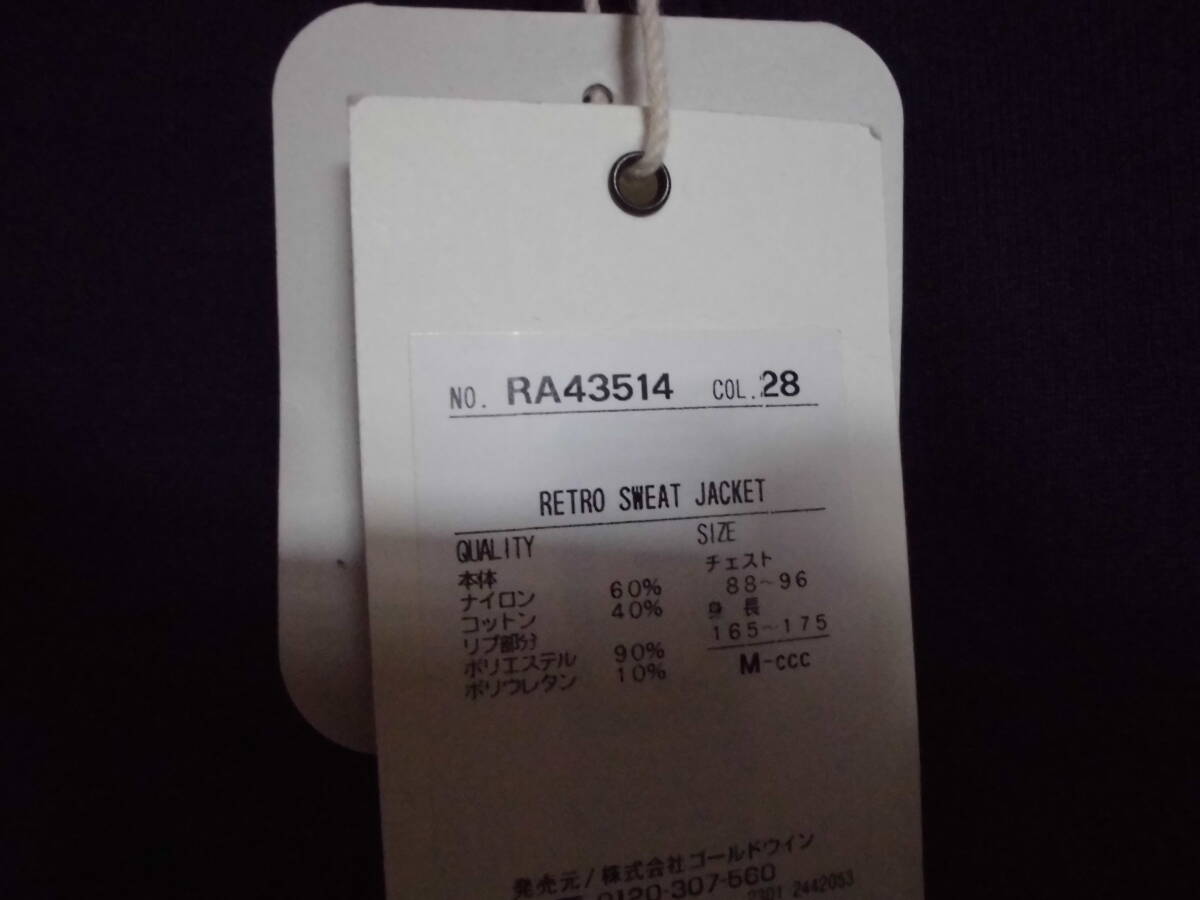 NO. RA43514 COL.28
RETRO SWEAT JACKET
QUALITY
本体
ナイロン 60%
コットン 40%
リブ部分
ポリエステル 90%
ポリウレタン 10%
SIZE
チェスト
88~96
身 長
165~175
M-ccc
発売元/株式会社ゴールドウイン
0120-307-560
2442053